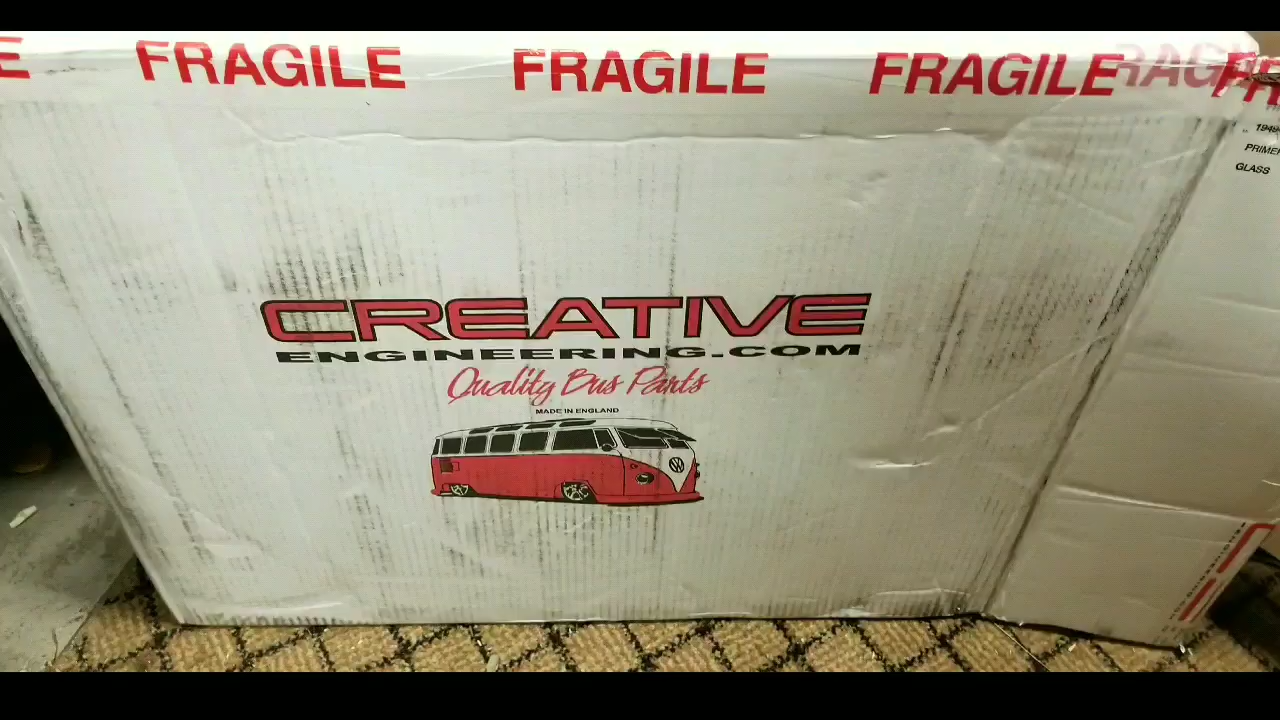 FRAGILE FRAGILE FRAGILE
PRIMER
GLASS
CREATIVE
ENGINEERING.COM
Quality Bus Parts
MADE IN ENGLAND